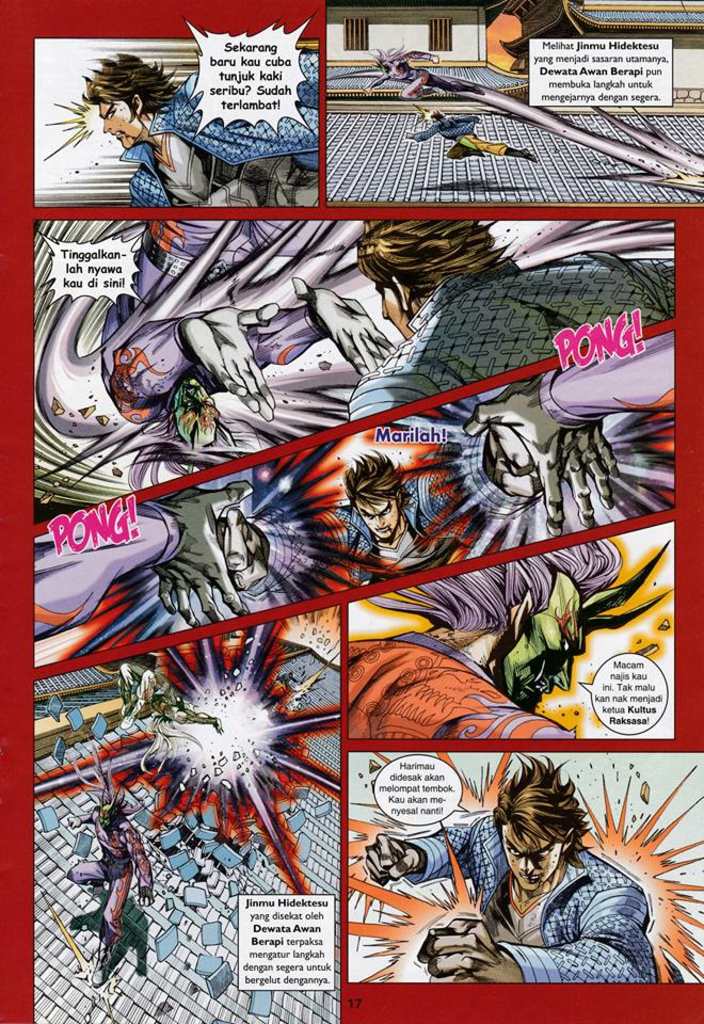 Sekarang
baru kau cuba
tunjuk kaki
seribu? Sudah
terlambat!
Melihat Jinmu Hidektesu
yang menjadi sasaran utamanya,
Dewata Awan Berapi pun
membuka langkah untuk
mengejarnya dengan segera.
Tinggalkan-
lah nyawa
kau di sini!
PONG!
Marilah!
PONG!
Macam
najis kau
ini. Tak malu
kan nak menjadi
ketua Kultus
Raksasa!
Jinmu Hidektesu
yang disekat oleh
Dewata Awan
Berapi terpaksa
mengatur langkah
dengan segera untuk
bergelut dengannya.
Harimau
didesak akan
melompat tembok.
Kau akan me-
nyesal nanti!
17